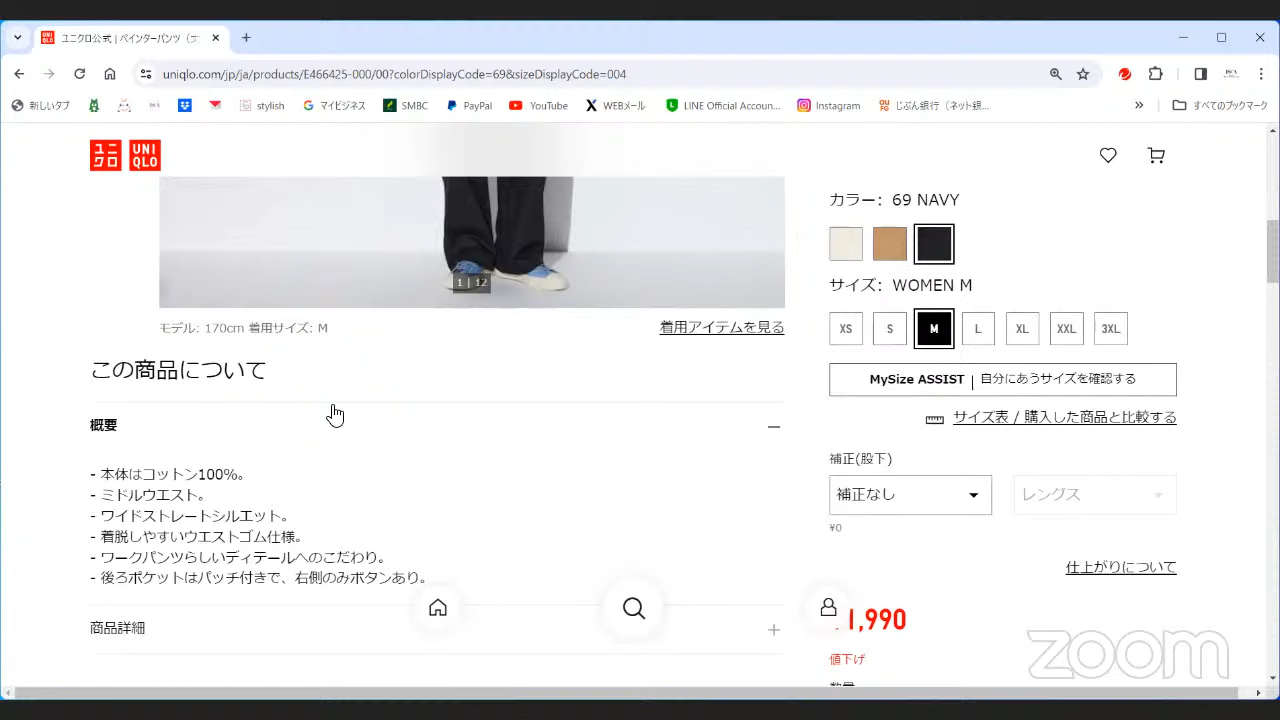 ユニクロ公式 | ペインターパンツ
uniqlo.com/jp/ja/products/E466425-000/00?colorDisplayCode=69&sizeDisplayCode=004
新しいタブ
stylish
マイビジネス
SMBC
PayPal
YouTube
WEBメール
LINE Official Accoun...
Instagram
じぶん銀行（ネット銀...
»
すべてのブックマーク
ユニクロ UNIQLO
カラー: 69 NAVY
1 | 12
サイズ: WOMEN M
モデル: 170cm 着用サイズ: M
着用アイテムを見る
XS S M L XL XXL 3XL
この商品について
MySize ASSIST | 自分にあうサイズを確認する
サイズ表 / 購入した商品と比較する
概要
補正(股下)
- 本体はコットン100%。
- ミドルウエスト。
- ワイドストレートシルエット。
- 着脱しやすいウエストゴム仕様。
- ワークパンツらしいディテールへのこだわり。
- 後ろポケットはパッチ付きで、右側のみボタンあり。
補正なし
レングス
¥0
仕上がりについて
商品詳細
1,990
値下げ
zoom